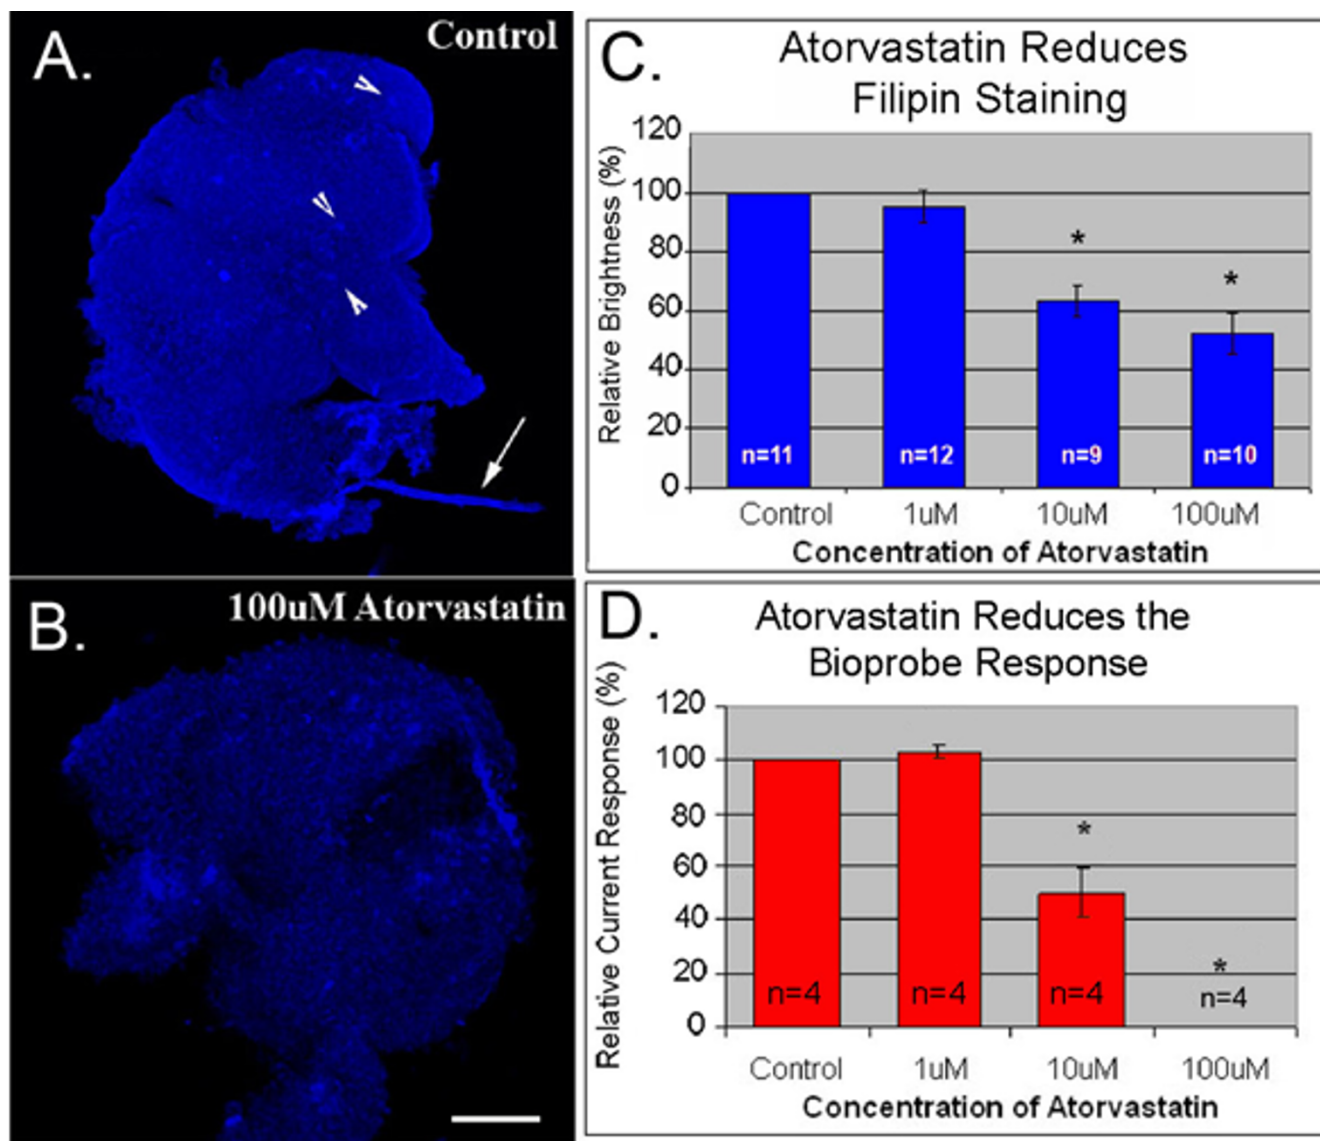 A.
Control
B.
100uM Atorvastatin
C.
Atorvastatin Reduces
Filipin Staining
Relative Brightness (%)
120
100
80
60
40
20
0
*
*
n=11
n=12
n=9
n=10
Control
1uM
10uM
100uM
Concentration of Atorvastatin
D.
Atorvastatin Reduces the
Bioprobe Response
Relative Current Response (%)
120
100
80
60
40
20
0
*
*
n=4
n=4
n=4
n=4
Control
1uM
10uM
100uM
Concentration of Atorvastatin